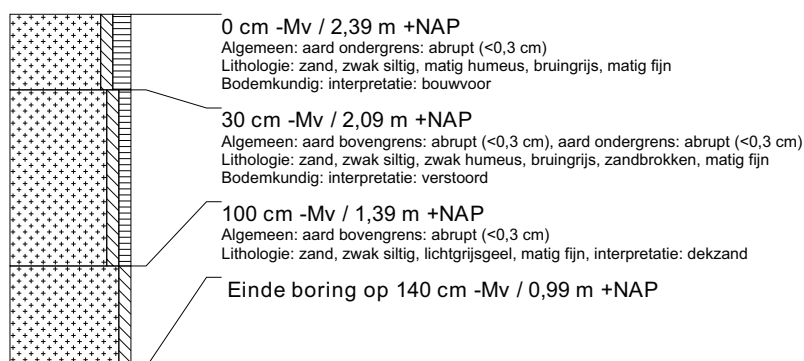 0 cm -Mv / 2,39 m +NAP
Algemeen: aard ondergrens: abrupt (<0,3 cm)
Lithologie: zand, zwak siltig, matig humeus, bruingrijs, matig fijn
Bodemkundig: interpretatie: bouwvoor
30 cm -Mv / 2,09 m +NAP
Algemeen: aard bovengrens: abrupt (<0,3 cm), aard ondergrens: abrupt (<0,3 cm)
Lithologie: zand, zwak siltig, zwak humeus, bruingrijs, zandbrokken, matig fijn
Bodemkundig: interpretatie: verstoord
100 cm -Mv / 1,39 m +NAP
Algemeen: aard bovengrens: abrupt (<0,3 cm)
Lithologie: zand, zwak siltig, lichtgrijsgeel, matig fijn, interpretatie: dekzand
Einde boring op 140 cm -Mv / 0,99 m +NAP